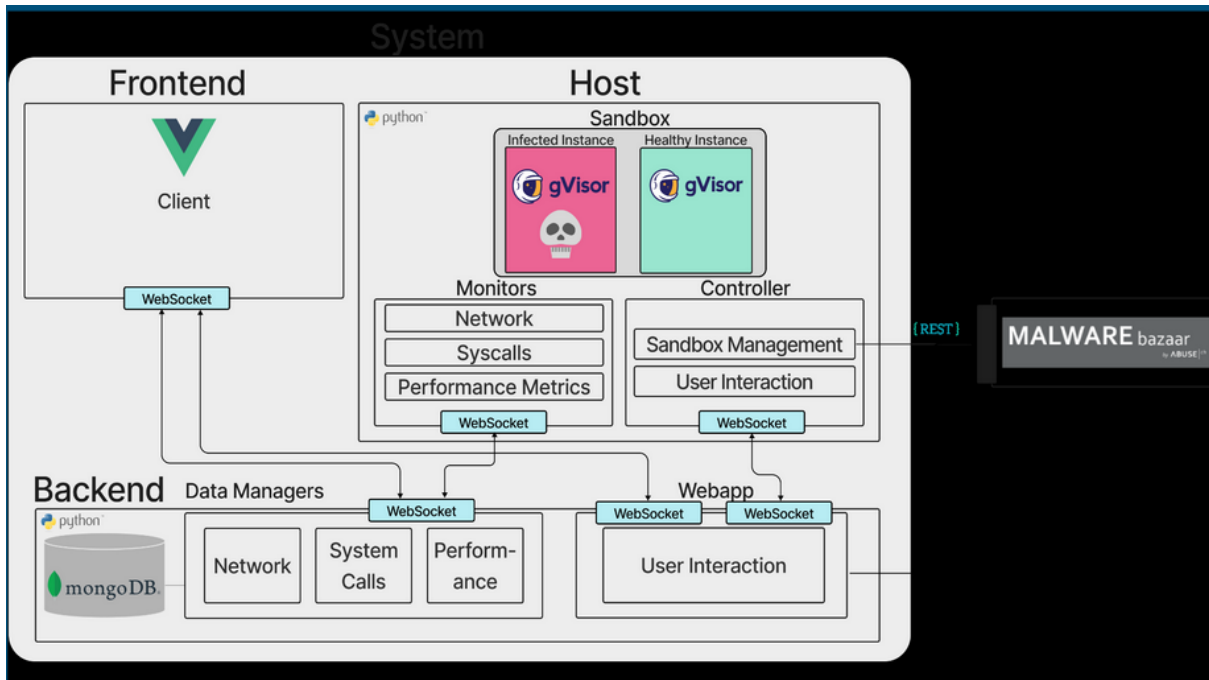 System
Frontend
Host
python
Sandbox
Infected Instance
Healthy Instance
gVisor
gVisor
Client
WebSocket
Monitors
Controller
Network
Syscalls
Performance Metrics
Sandbox Management
User Interaction
{REST}
MALWARE bazaar
by ABUSE
WebSocket
WebSocket
Backend
Data Managers
Webapp
WebSocket
WebSocket
WebSocket
python
mongoDB.
Network
System
Calls
Perform-
ance
User Interaction